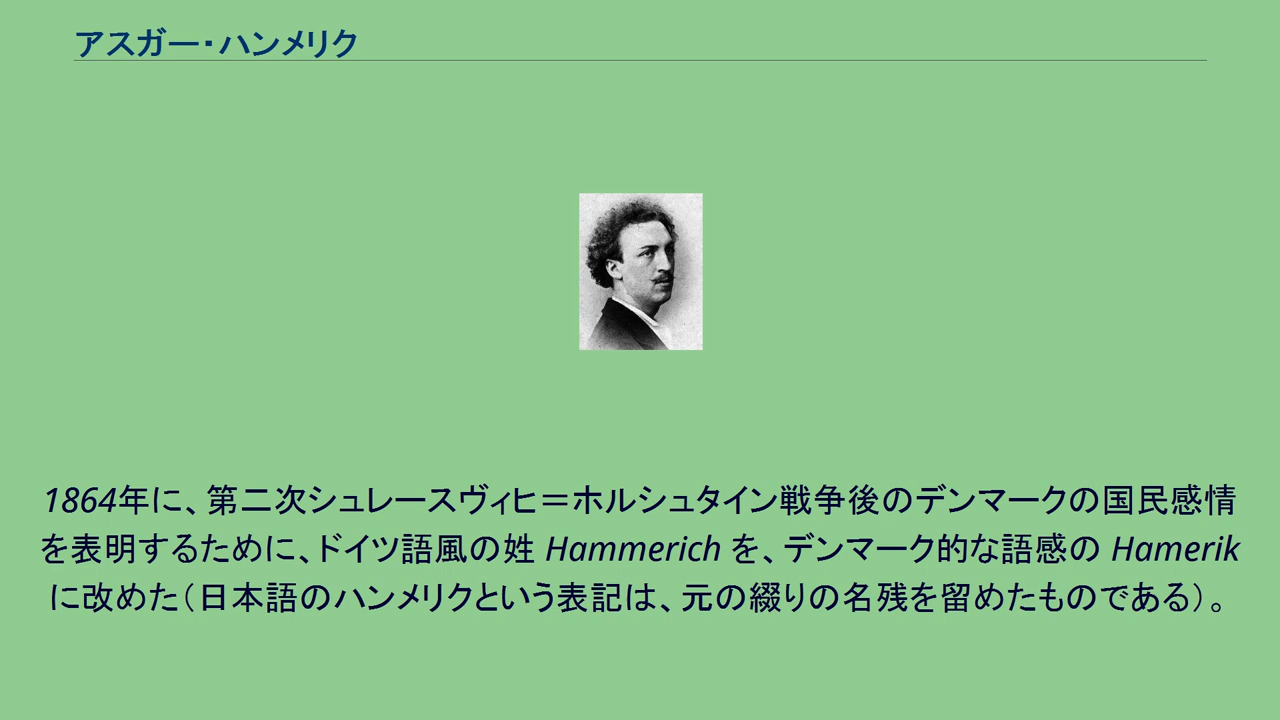 アスガー・ハンメリク
1864年に、第二次シュレースヴィヒ＝ホルシュタイン戦争後のデンマークの国民感情
を表明するために、ドイツ語風の姓 Hammerich を、デンマーク的な語感の Hamerik
に改めた（日本語のハンメリクという表記は、元の綴りの名残を留めたものである）。